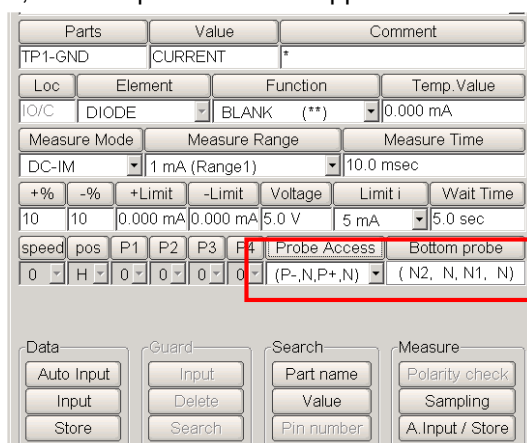 Parts Value Comment
TP1-GND CURRENT *
Loc Element Function Temp.Value
IO/C DIODE BLANK (**) 0.000 mA
Measure Mode Measure Range Measure Time
DC-IM 1 mA (Range1) 10.0 msec
+% -% +Limit -Limit Voltage Limit i Wait Time
10 10 0.000 mA 0.000 mA 5.0 V 5 mA 5.0 sec
speed pos P1 P2 P3 P4 Probe Access Bottom probe
0 H 0 0 0 0 (P-,N,P+,N) ( N2, N, N1, N)
Data Guard Search Measure
Auto Input Input Part name Polarity check
Input Delete Value Sampling
Store Search Pin number A.Input / Store